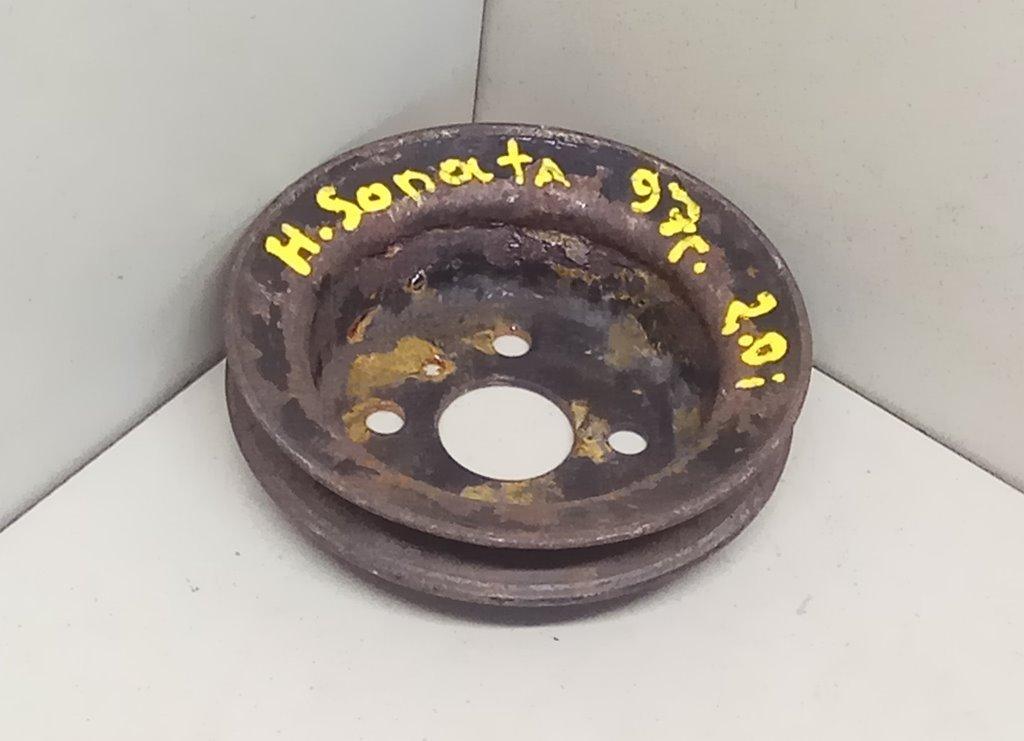 H. Sonata 97г. 2.0i